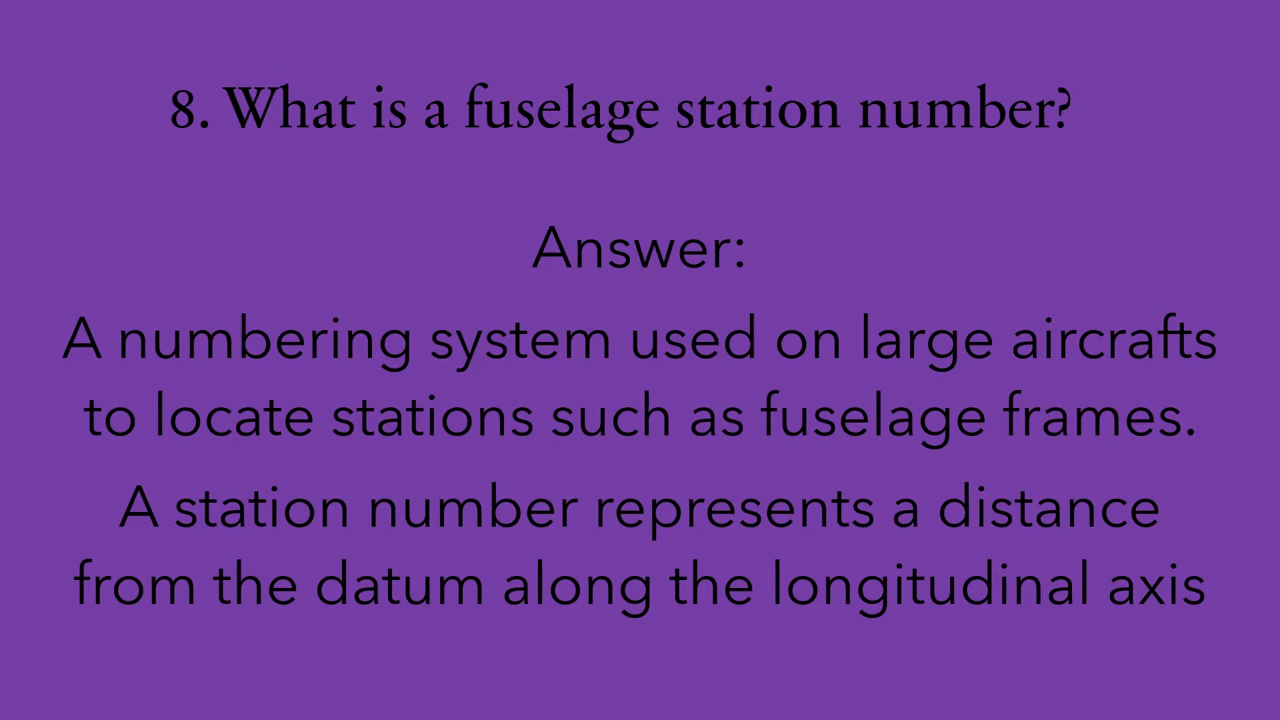 8. What is a fuselage station number?
Answer:
A numbering system used on large aircrafts
to locate stations such as fuselage frames.
A station number represents a distance
from the datum along the longitudinal axis